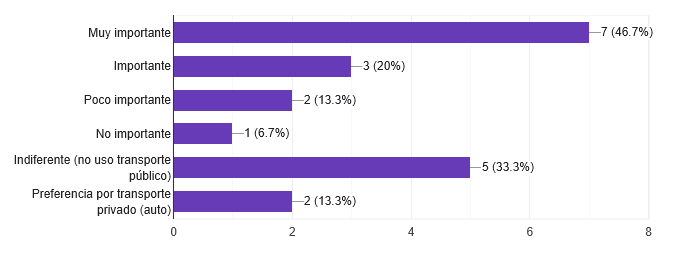 Muy importante
7 (46.7%)
Importante
3 (20%)
Poco importante
2 (13.3%)
No importante
1 (6.7%)
Indiferente (no uso transporte
público)
5 (33.3%)
Preferencia por transporte
privado (auto)
2 (13.3%)
0 2 4 6 8